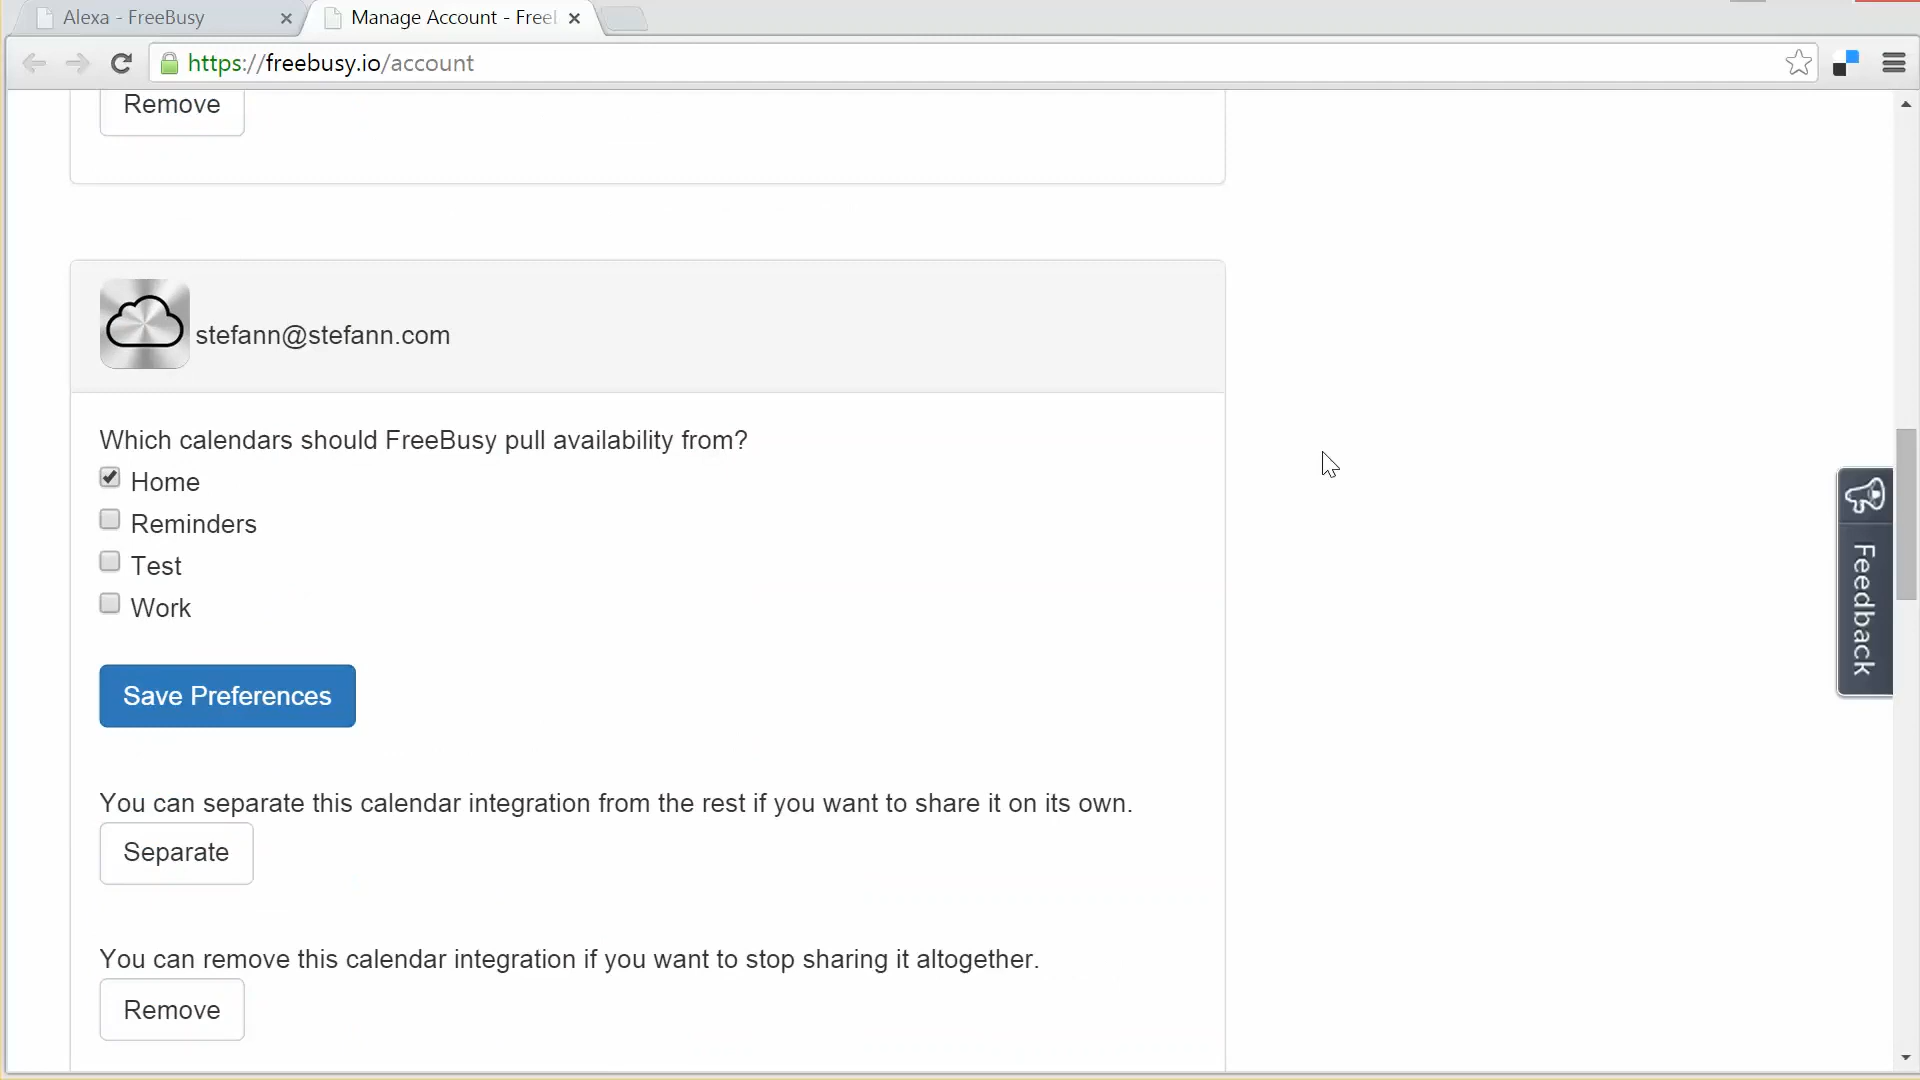 Alexa - FreeBusy
Manage Account - Free
https://freebusy.io/account
Remove
stefann@stefann.com
Which calendars should FreeBusy pull availability from?
Home
Reminders
Test
Work
Save Preferences
You can separate this calendar integration from the rest if you want to share it on its own.
Separate
You can remove this calendar integration if you want to stop sharing it altogether.
Remove
Feedback